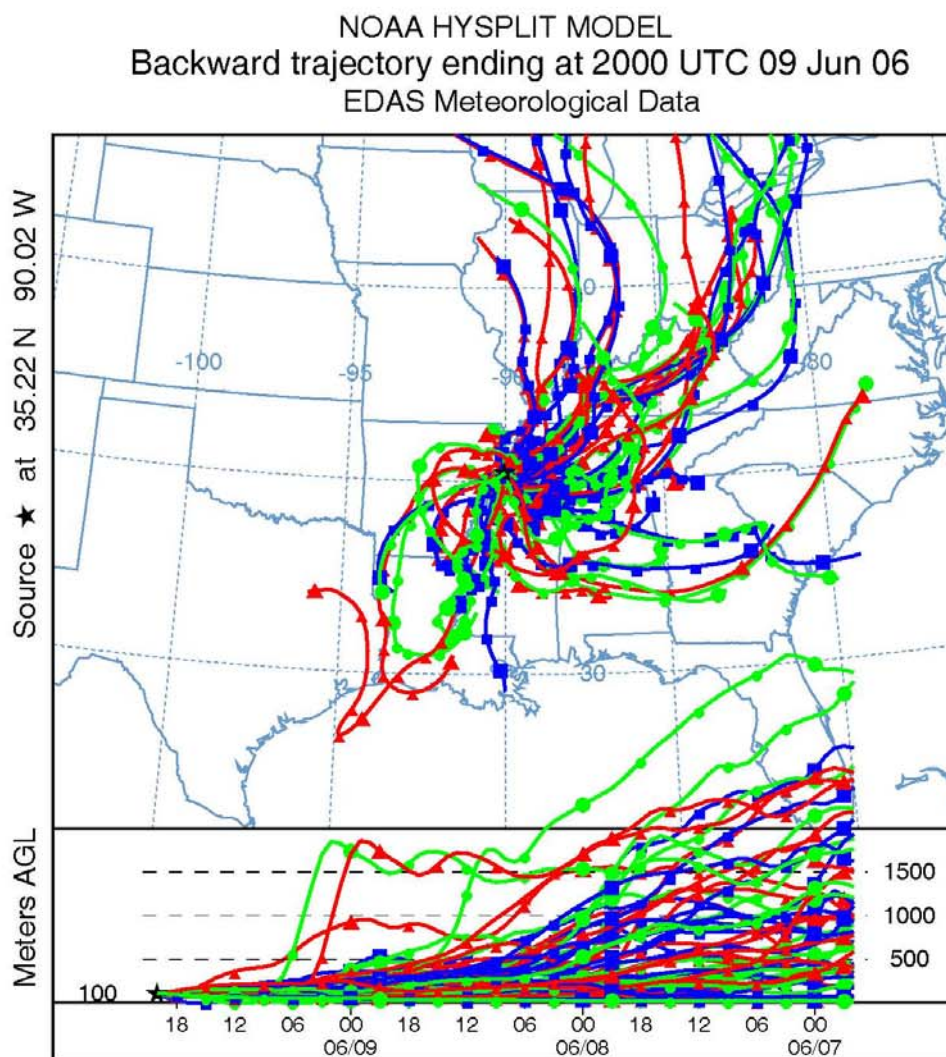 NOAA HYSPLIT MODEL
Backward trajectory ending at 2000 UTC 09 Jun 06
EDAS Meteorological Data
Source ★ at 35.22 N 90.02 W
-100
-95
-80
30
Meters AGL
1500
1000
500
100
18 12 06 00 18 12 06 00 18 12 06 00
06/09 06/08 06/07